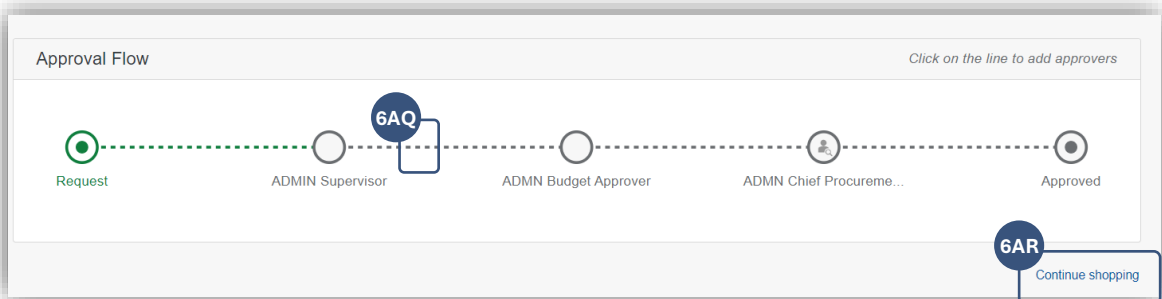 Approval Flow
Click on the line to add approvers
6AQ
Request
ADMIN Supervisor
ADMN Budget Approver
ADMN Chief Procureme...
Approved
6AR
Continue shopping